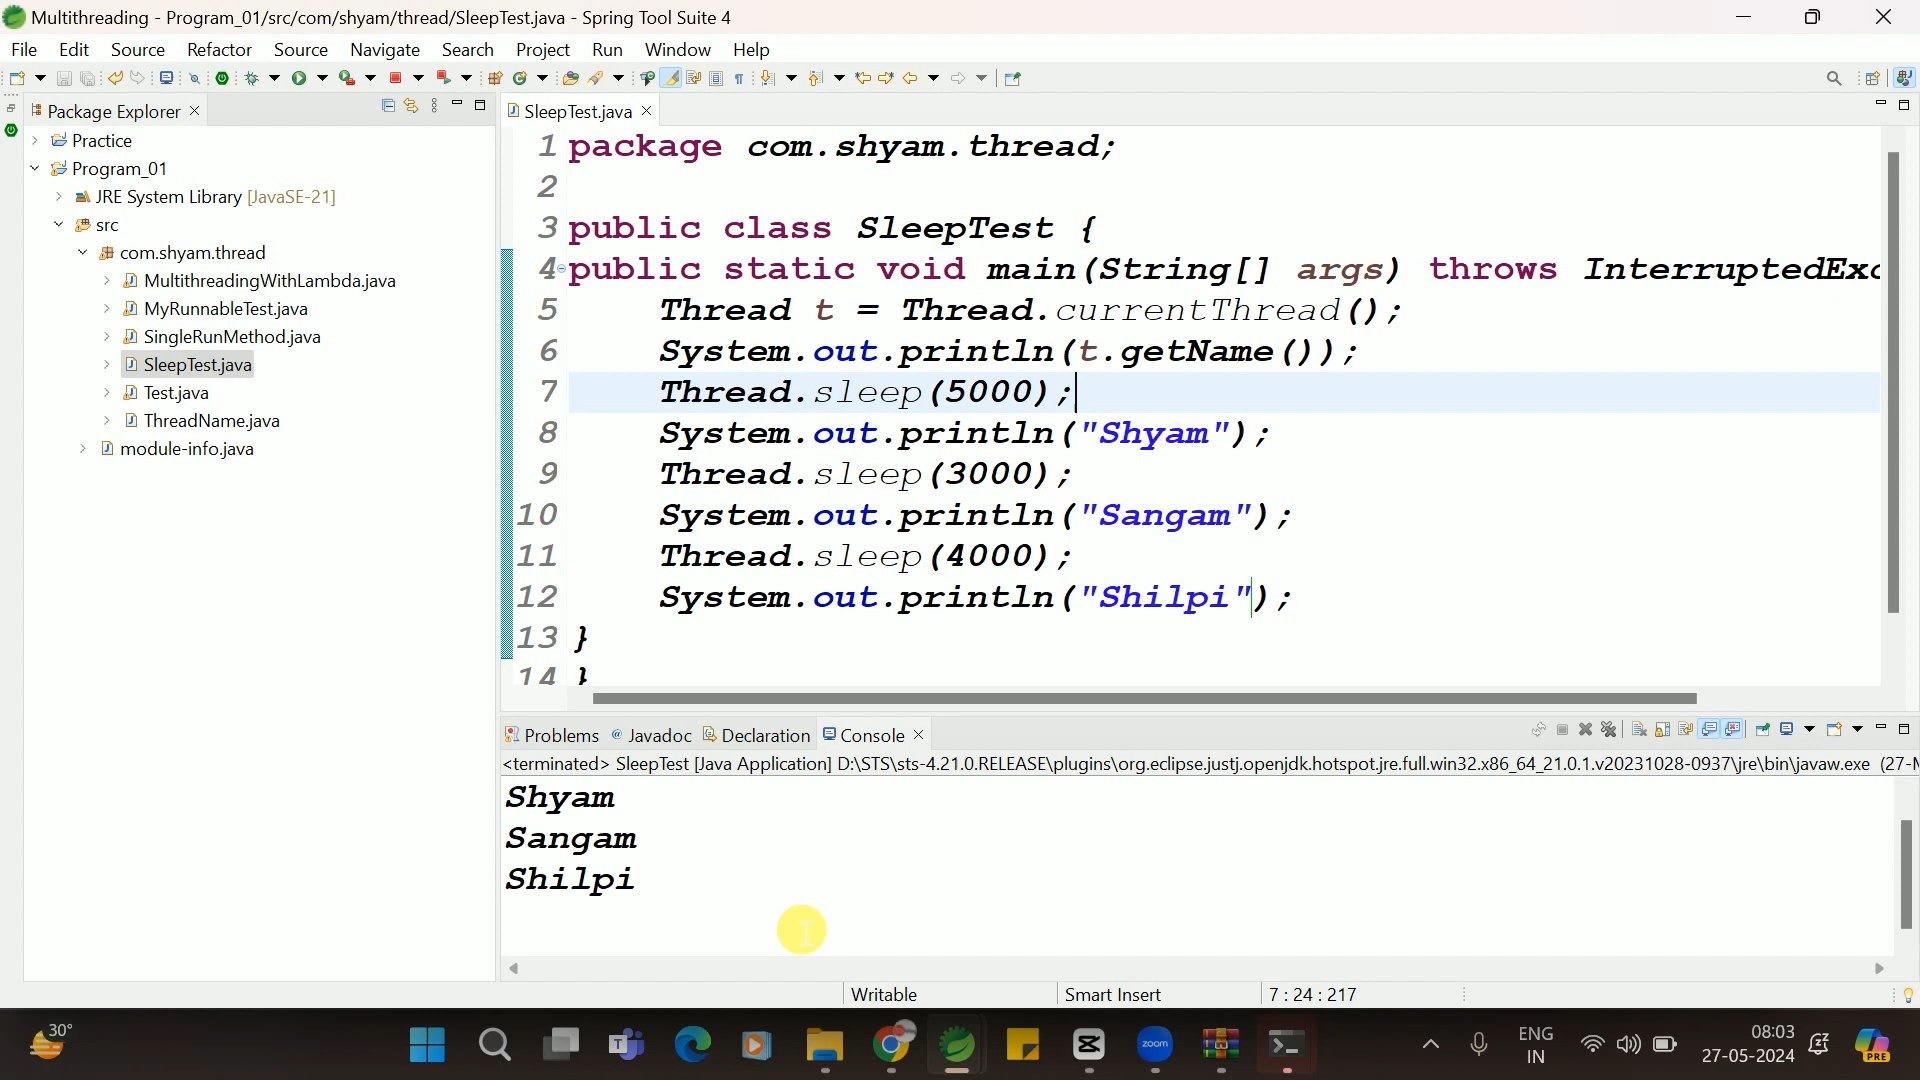 Multithreading - Program_01/src/com/shyam/thread/SleepTest.java - Spring Tool Suite 4
File Edit Source Refactor Source Navigate Search Project Run Window Help
Package Explorer
Practice
Program_01
JRE System Library [JavaSE-21]
src
com.shyam.thread
MultithreadingWithLambda.java
MyRunnableTest.java
SingleRunMethod.java
SleepTest.java
Test.java
ThreadName.java
module-info.java
SleepTest.java
1 package com.shyam.thread;
2
3 public class SleepTest {
4 public static void main(String[] args) throws InterruptedExc
5 Thread t = Thread.currentThread();
6 System.out.println(t.getName());
7 Thread.sleep(5000);
8 System.out.println("Shyam");
9 Thread.sleep(3000);
10 System.out.println("Sangam");
11 Thread.sleep(4000);
12 System.out.println("Shilpi");
13 }
14 }
Problems @ Javadoc Declaration Console
<terminated> SleepTest [Java Application] D:\STS\sts-4.21.0.RELEASE\plugins\org.eclipse.justj.openjdk.hotspot.jre.full.win32.x86_64_21.0.1.v20231028-0937\jre\bin\javaw.exe (27-M
Shyam
Sangam
Shilpi
Writable Smart Insert 7 : 24 : 217
30°
zoom
PRE
ENG
IN
08:03
27-05-2024